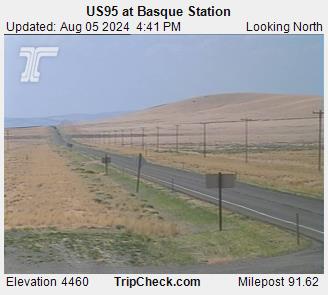 US95 at Basque Station
Updated: Aug 05 2024 4:41 PM Looking North
Elevation 4460 TripCheck.com Milepost 91.62